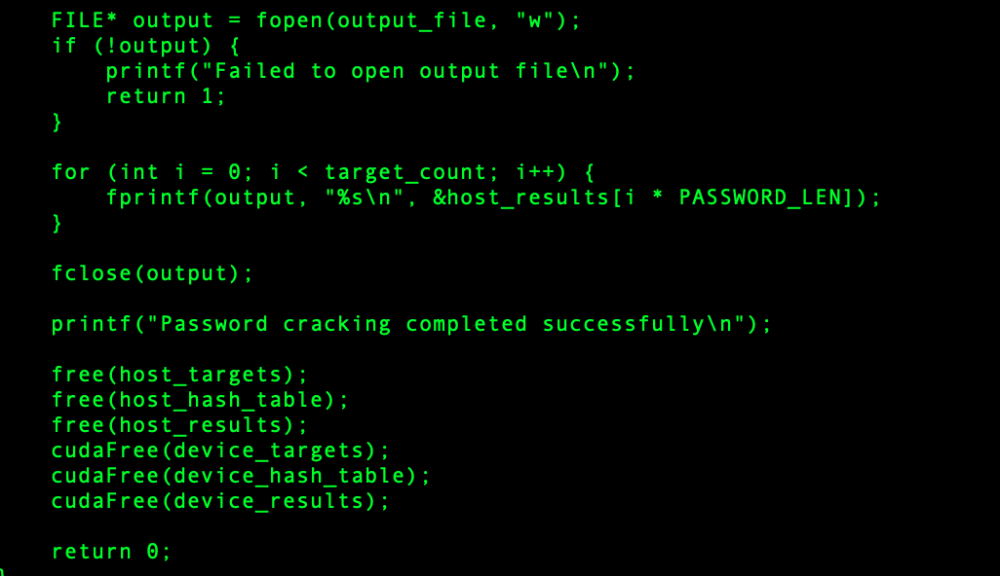 FILE* output = fopen(output_file, "w");
if (!output) {
printf("Failed to open output file\n");
return 1;
}
for (int i = 0; i < target_count; i++) {
fprintf(output, "%s\n", &host_results[i * PASSWORD_LEN]);
}
fclose(output);
printf("Password cracking completed successfully\n");
free(host_targets);
free(host_hash_table);
free(host_results);
cudaFree(device_targets);
cudaFree(device_hash_table);
cudaFree(device_results);
return 0;